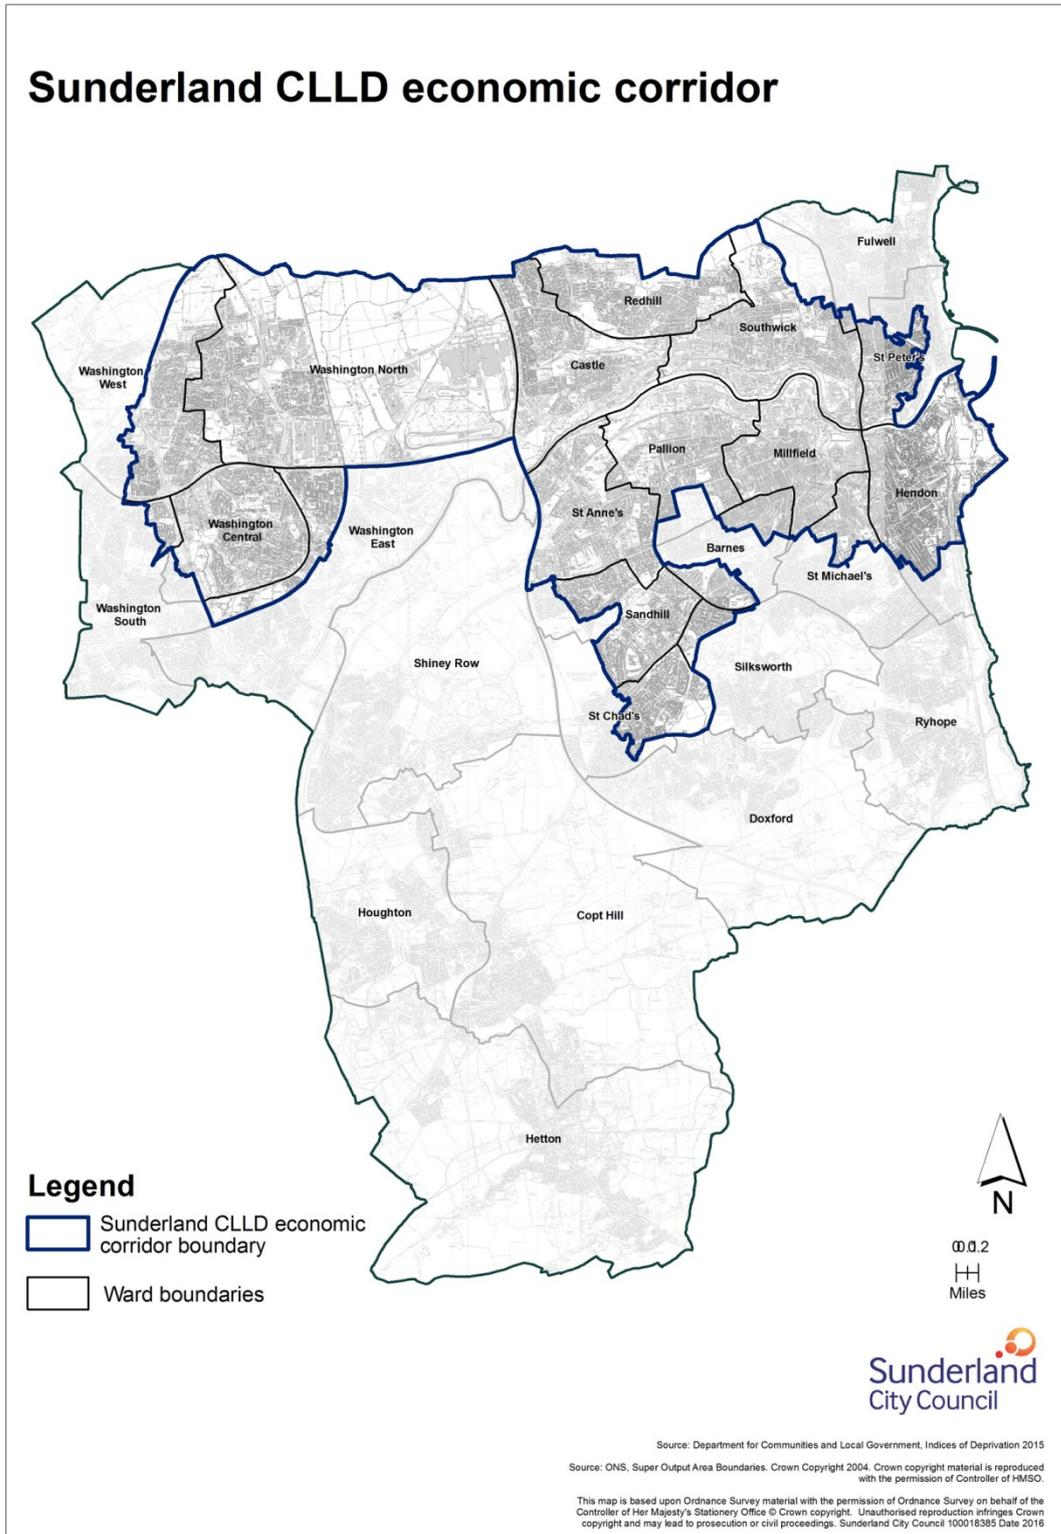 Sunderland CLLD economic corridor
Fulwell
Redhill
Southwick
St Peter's
Castle
Washington
West
Washington North
Pallion
Millfield
Hendon
St Anne's
Washington
Central
Washington
East
Barnes
St Michael's
Washington
South
Sandhill
Shiney Row
Silksworth
St Chad's
Ryhope
Doxford
Houghton
Copt Hill
Hetton
Legend
Sunderland CLLD economic
corridor boundary
Ward boundaries
N
Miles
Sunderland
City Council
Source: Department for Communities and Local Government, Indices of Deprivation 2015
Source: ONS, Super Output Area Boundaries. Crown Copyright 2004. Crown copyright material is reproduced
with the permission of Controller of HMSO.
This map is based upon Ordnance Survey material with the permission of Ordnance Survey on behalf of the
Controller of Her Majesty's Stationery Office © Crown copyright. Unauthorised reproduction infringes Crown
copyright and may lead to prosecution or civil proceedings. Sunderland City Council 100018385 Date 2016